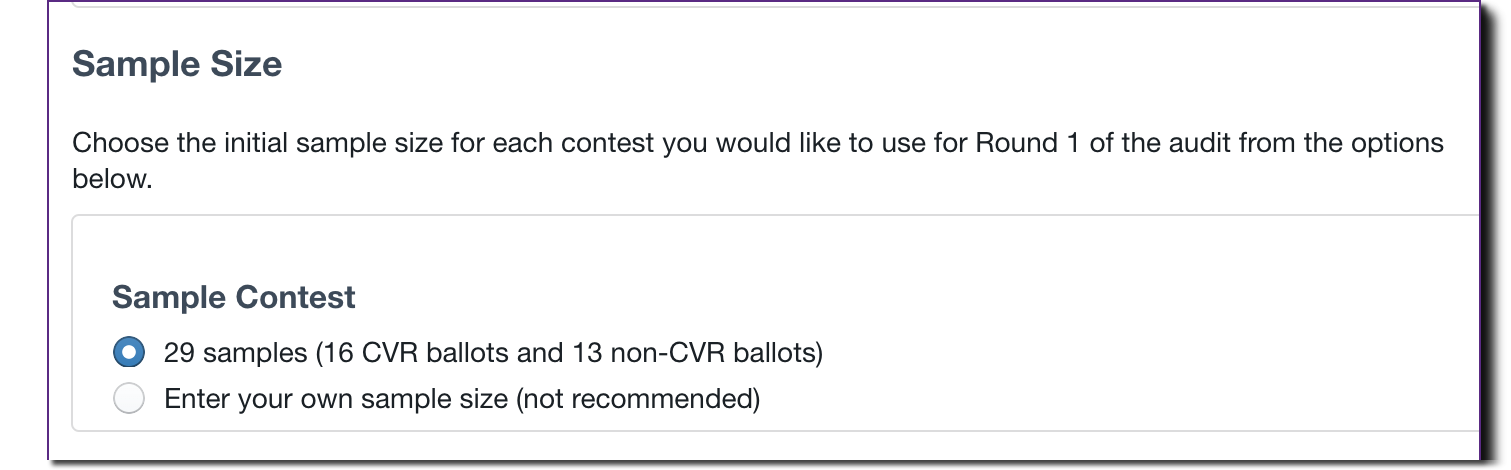 Sample Size
Choose the initial sample size for each contest you would like to use for Round 1 of the audit from the options
below.
Sample Contest
29 samples (16 CVR ballots and 13 non-CVR ballots)
Enter your own sample size (not recommended)